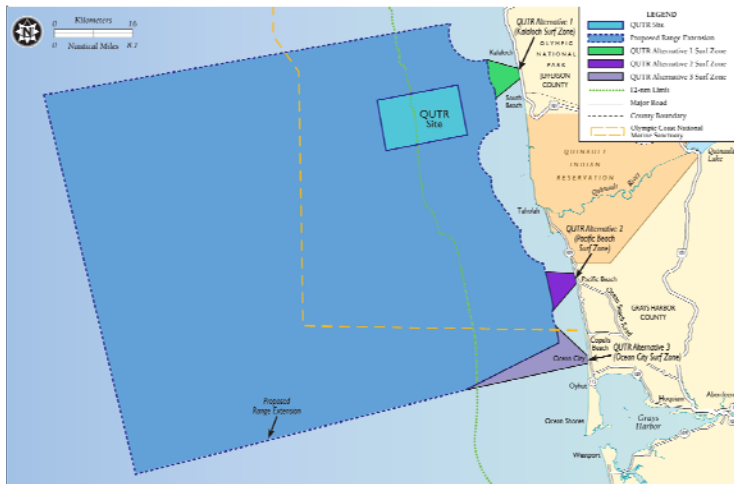 Kilometers
0 16
Nautical Miles
0 8.1
N
LEGEND
QUTR Site
Proposed Range Extension
QUTR Alternative 1 Surf Zone
QUTR Alternative 2 Surf Zone
QUTR Alternative 3 Surf Zone
12-nm Limit
Major Road
County Boundary
Olympic Coast National
Marine Sanctuary
QUTR Alternative 1
(Kalaloch Surf Zone)
Kalaloch
OLYMPIC
NATIONAL
PARK
JEFFERSON
COUNTY
South
Beach
QUTR
Site
QUINAULT
INDIAN
RESERVATION
Quinault
Lake
Quinault
River
Taholah
QUTR Alternative 2
(Pacific Beach
Surf Zone)
Pacific Beach
GRAYS HARBOR
COUNTY
Copalis
Beach
QUTR Alternative 3
(Ocean City Surf Zone)
Ocean City
Oyhut
Proposed
Range Extension
Ocean Shores
Hoquiam
Grays
Harbor
Westport